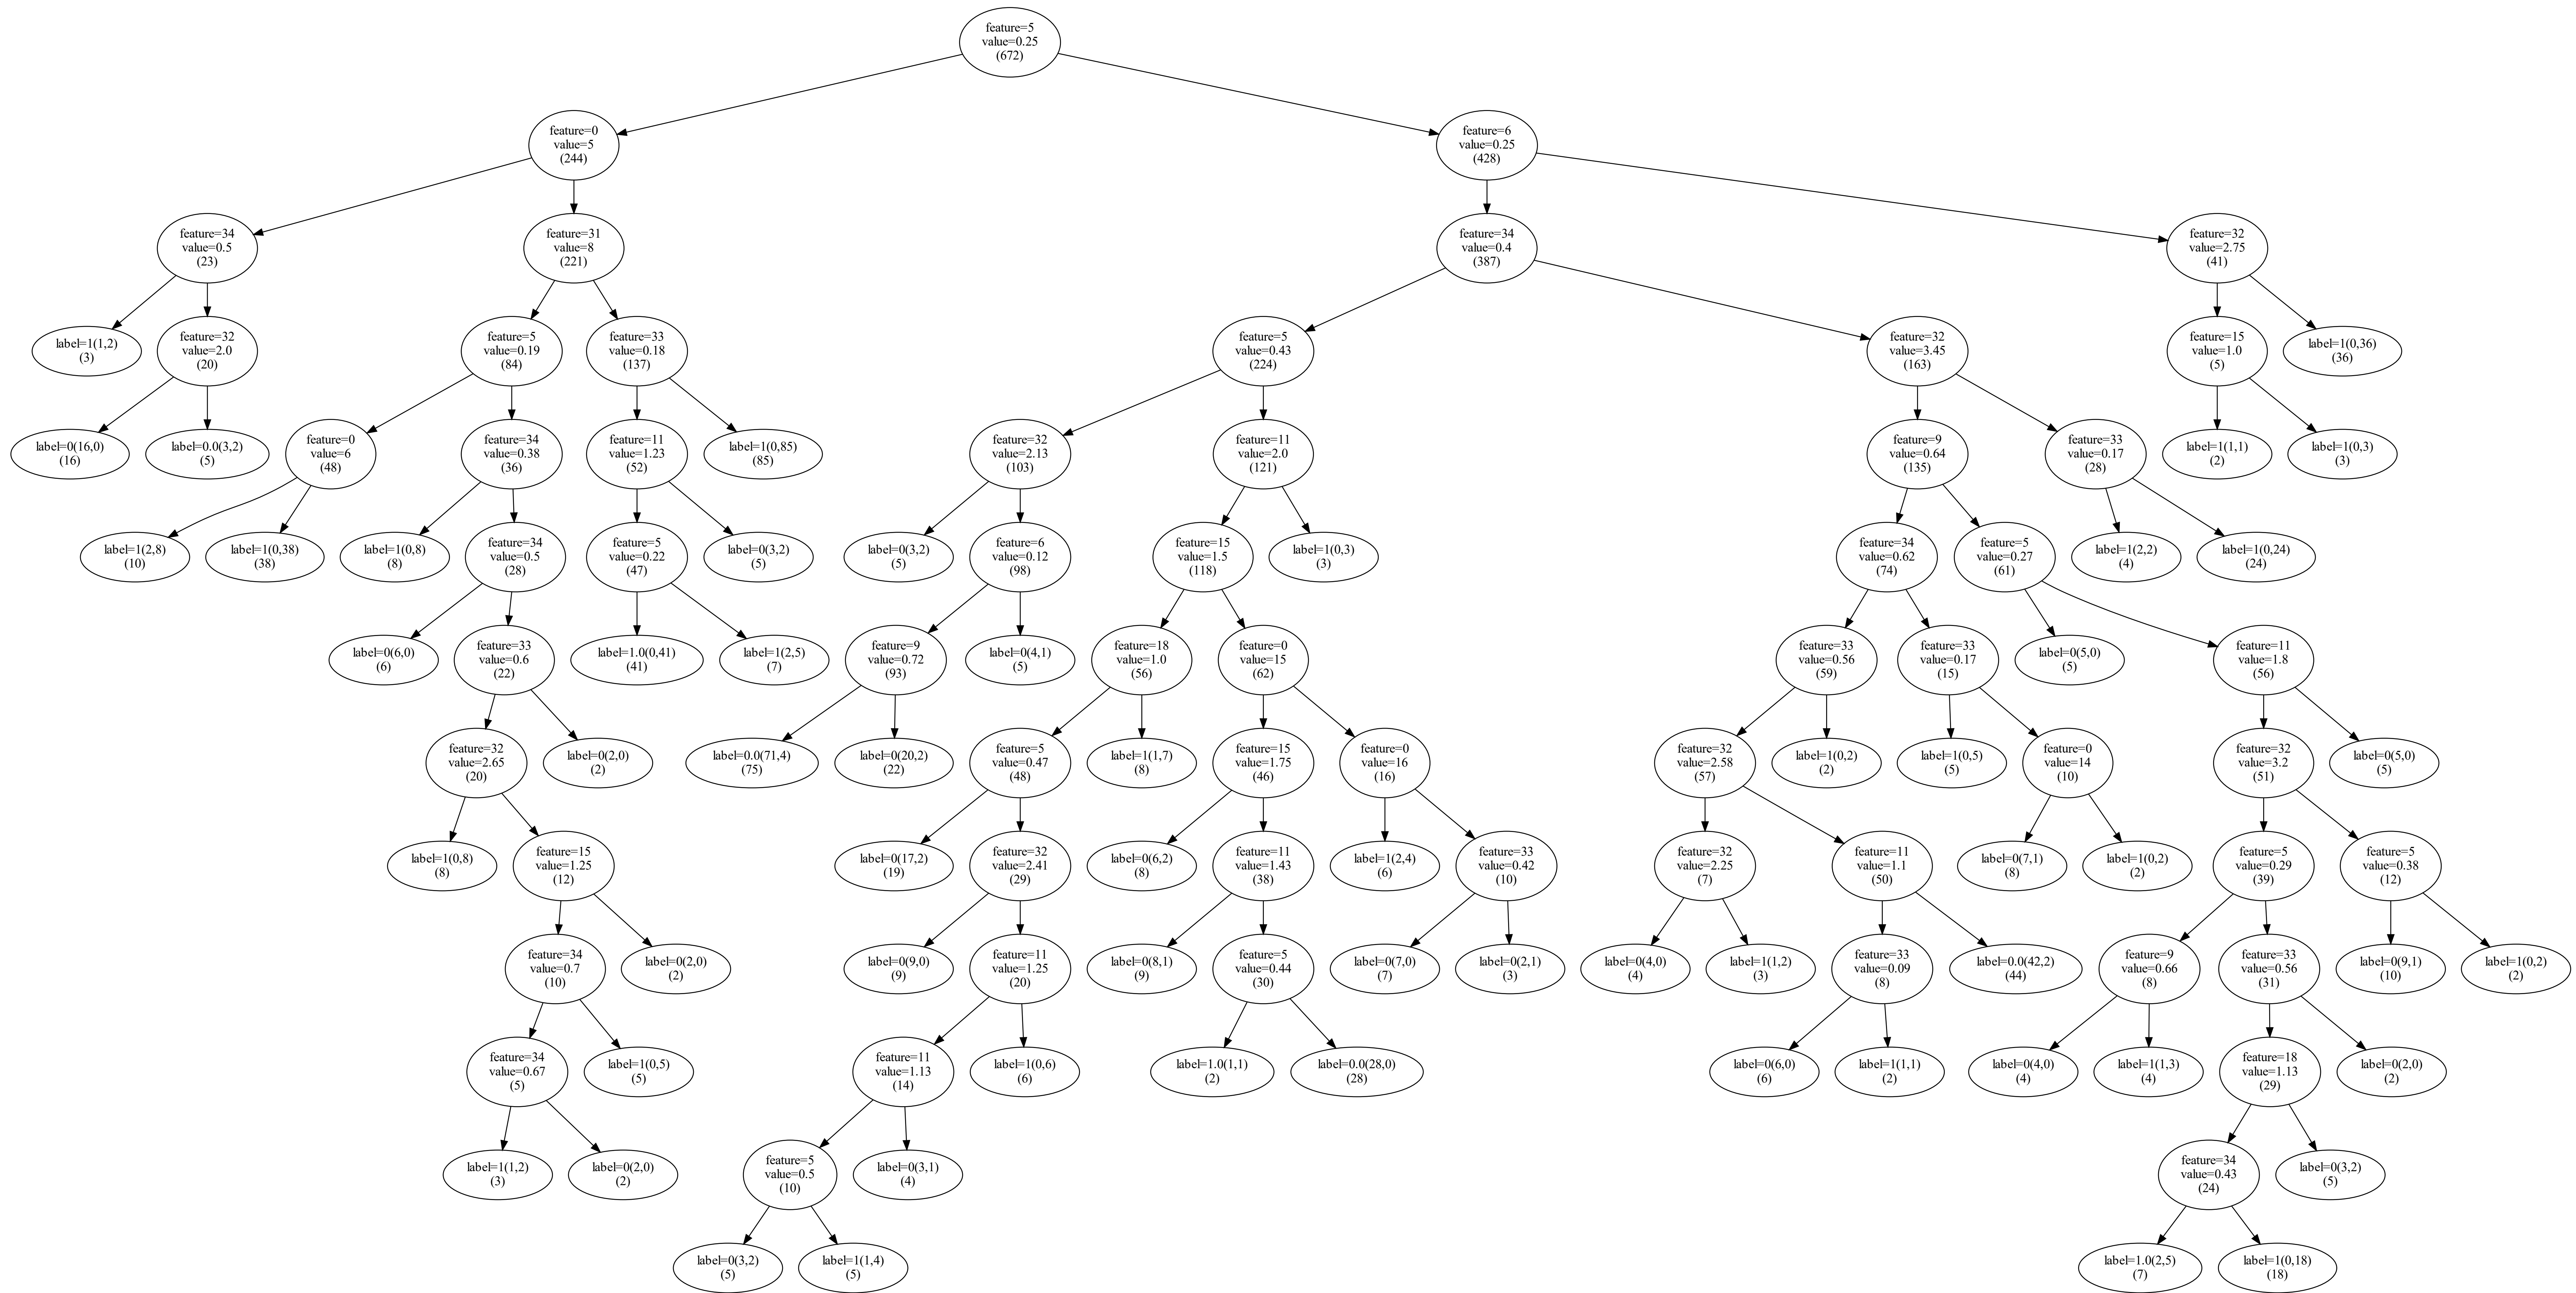 feature=5
value=0.25
(672)
feature=0
value=5
(244)
feature=6
value=0.25
(428)
feature=34
value=0.5
(23)
feature=31
value=8
(221)
feature=34
value=0.4
(387)
feature=32
value=2.75
(41)
label=1(1,2)
(3)
feature=32
value=2.0
(20)
feature=5
value=0.19
(84)
feature=33
value=0.18
(137)
feature=5
value=0.43
(224)
feature=32
value=3.45
(163)
feature=15
value=1.0
(5)
label=1(0,36)
(36)
label=0(16,0)
(16)
label=0.0(3,2)
(5)
feature=0
value=6
(48)
feature=34
value=0.38
(36)
feature=11
value=1.23
(52)
label=1(0,85)
(85)
feature=32
value=2.13
(103)
feature=11
value=2.0
(121)
feature=9
value=0.64
(135)
feature=33
value=0.17
(28)
label=1(1,1)
(2)
label=1(0,3)
(3)
label=1(2,8)
(10)
label=1(0,38)
(38)
label=1(0,8)
(8)
feature=34
value=0.5
(28)
feature=5
value=0.22
(47)
label=0(3,2)
(5)
label=0(3,2)
(5)
feature=6
value=0.12
(98)
feature=15
value=1.5
(118)
label=1(0,3)
(3)
feature=34
value=0.62
(74)
feature=5
value=0.27
(61)
label=1(2,2)
(4)
label=1(0,24)
(24)
label=0(6,0)
(6)
feature=33
value=0.6
(22)
label=1.0(0,41)
(41)
label=1(2,5)
(7)
feature=9
value=0.72
(93)
label=0(4,1)
(5)
feature=18
value=1.0
(56)
feature=0
value=15
(62)
feature=33
value=0.56
(59)
feature=33
value=0.17
(15)
label=0(5,0)
(5)
feature=11
value=1.8
(56)
feature=32
value=2.65
(20)
label=0(2,0)
(2)
label=0.0(71,4)
(75)
label=0(20,2)
(22)
feature=5
value=0.47
(48)
label=1(1,7)
(8)
feature=15
value=1.75
(46)
feature=0
value=16
(16)
feature=32
value=2.58
(57)
label=1(0,2)
(2)
label=1(0,5)
(5)
feature=0
value=14
(10)
feature=32
value=3.2
(51)
label=0(5,0)
(5)
label=1(0,8)
(8)
feature=15
value=1.25
(12)
label=0(17,2)
(19)
feature=32
value=2.41
(29)
label=0(6,2)
(8)
feature=11
value=1.43
(38)
label=1(2,4)
(6)
feature=33
value=0.42
(10)
feature=32
value=2.25
(7)
feature=11
value=1.1
(50)
label=0(7,1)
(8)
label=1(0,2)
(2)
feature=5
value=0.29
(39)
feature=5
value=0.38
(12)
feature=34
value=0.7
(10)
label=0(2,0)
(2)
label=0(9,0)
(9)
feature=11
value=1.25
(20)
label=0(8,1)
(9)
feature=5
value=0.44
(30)
label=0(7,0)
(7)
label=0(2,1)
(3)
label=0(4,0)
(4)
label=1(1,2)
(3)
feature=33
value=0.09
(8)
label=0.0(42,2)
(44)
feature=9
value=0.66
(8)
feature=33
value=0.56
(31)
label=0(9,1)
(10)
label=1(0,2)
(2)
feature=34
value=0.67
(5)
label=1(0,5)
(5)
feature=11
value=1.13
(14)
label=1(0,6)
(6)
label=1.0(1,1)
(2)
label=0.0(28,0)
(28)
label=0(6,0)
(6)
label=1(1,1)
(2)
label=0(4,0)
(4)
label=1(1,3)
(4)
feature=18
value=1.13
(29)
label=0(2,0)
(2)
label=1(1,2)
(3)
label=0(2,0)
(2)
feature=5
value=0.5
(10)
label=0(3,1)
(4)
feature=34
value=0.43
(24)
label=0(3,2)
(5)
label=0(3,2)
(5)
label=1(1,4)
(5)
label=1.0(2,5)
(7)
label=1(0,18)
(18)